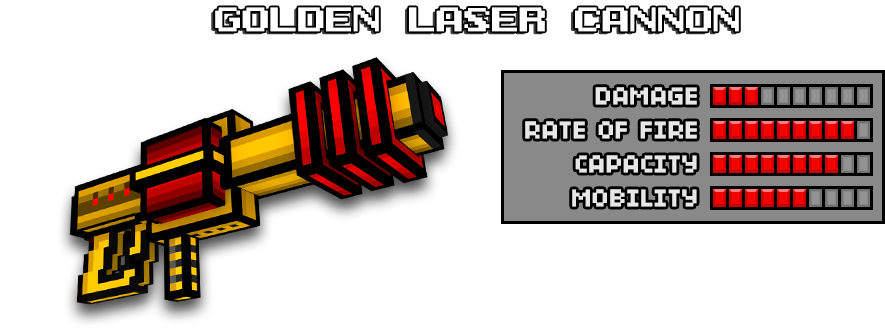 GOLDEN LASER CANNON
DAMAGE
RATE OF FIRE
CAPACITY
MOBILITY